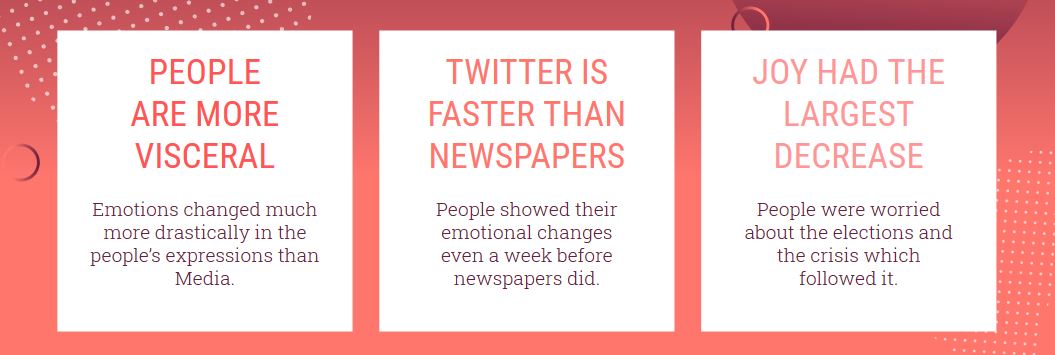 PEOPLE
ARE MORE
VISCERAL
Emotions changed much
more drastically in the
people's expressions than
Media.
TWITTER IS
FASTER THAN
NEWSPAPERS
People showed their
emotional changes
even a week before
newspapers did.
JOY HAD THE
LARGEST
DECREASE
People were worried
about the elections and
the crisis which
followed it.